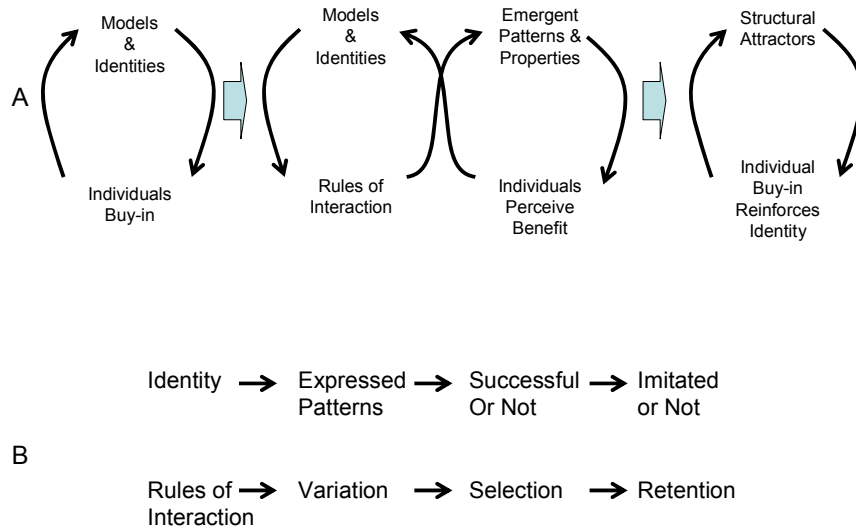 A
Models
&
Identities
Individuals
Buy-in
Models
&
Identities
Rules of
Interaction
Emergent
Patterns &
Properties
Individuals
Perceive
Benefit
Structural
Attractors
Individual
Buy-in
Reinforces
Identity
B
Identity
Expressed
Patterns
Successful
Or Not
Imitated
or Not
Rules of
Interaction
Variation
Selection
Retention